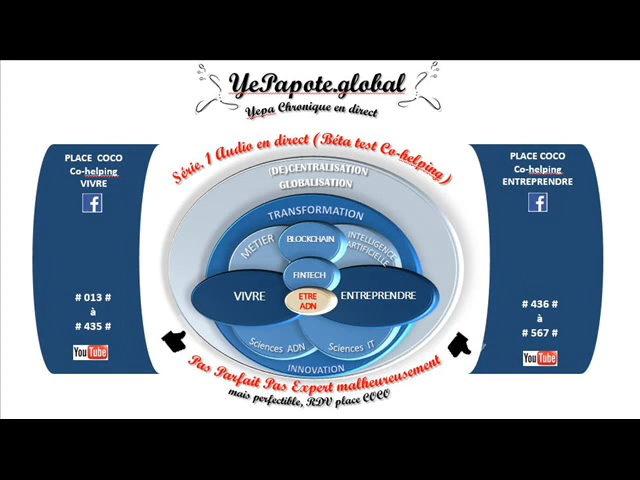 YePapote.global
Yepa Chronique en direct
Série, 1 Audio en direct (Béta test Co-helping)
PLACE COCO
Co-helping
VIVRE
# 013 #
à
# 435 #
YouTube
(DE)CENTRALISATION
GLOBALISATION
TRANSFORMATION
METIER
BLOCKCHAIN
INTELLIGENCE
ARTIFICIELLE
FINTECH
VIVRE
ETRE
ADN
ENTREPRENDRE
Sciences ADN
Sciences IT
INNOVATION
PLACE COCO
Co-helping
ENTREPRENDRE
# 436 #
à
# 567 #
YouTube
Pas Parfait Pas Expert malheureusement
mais perfectible, RDV place COCO